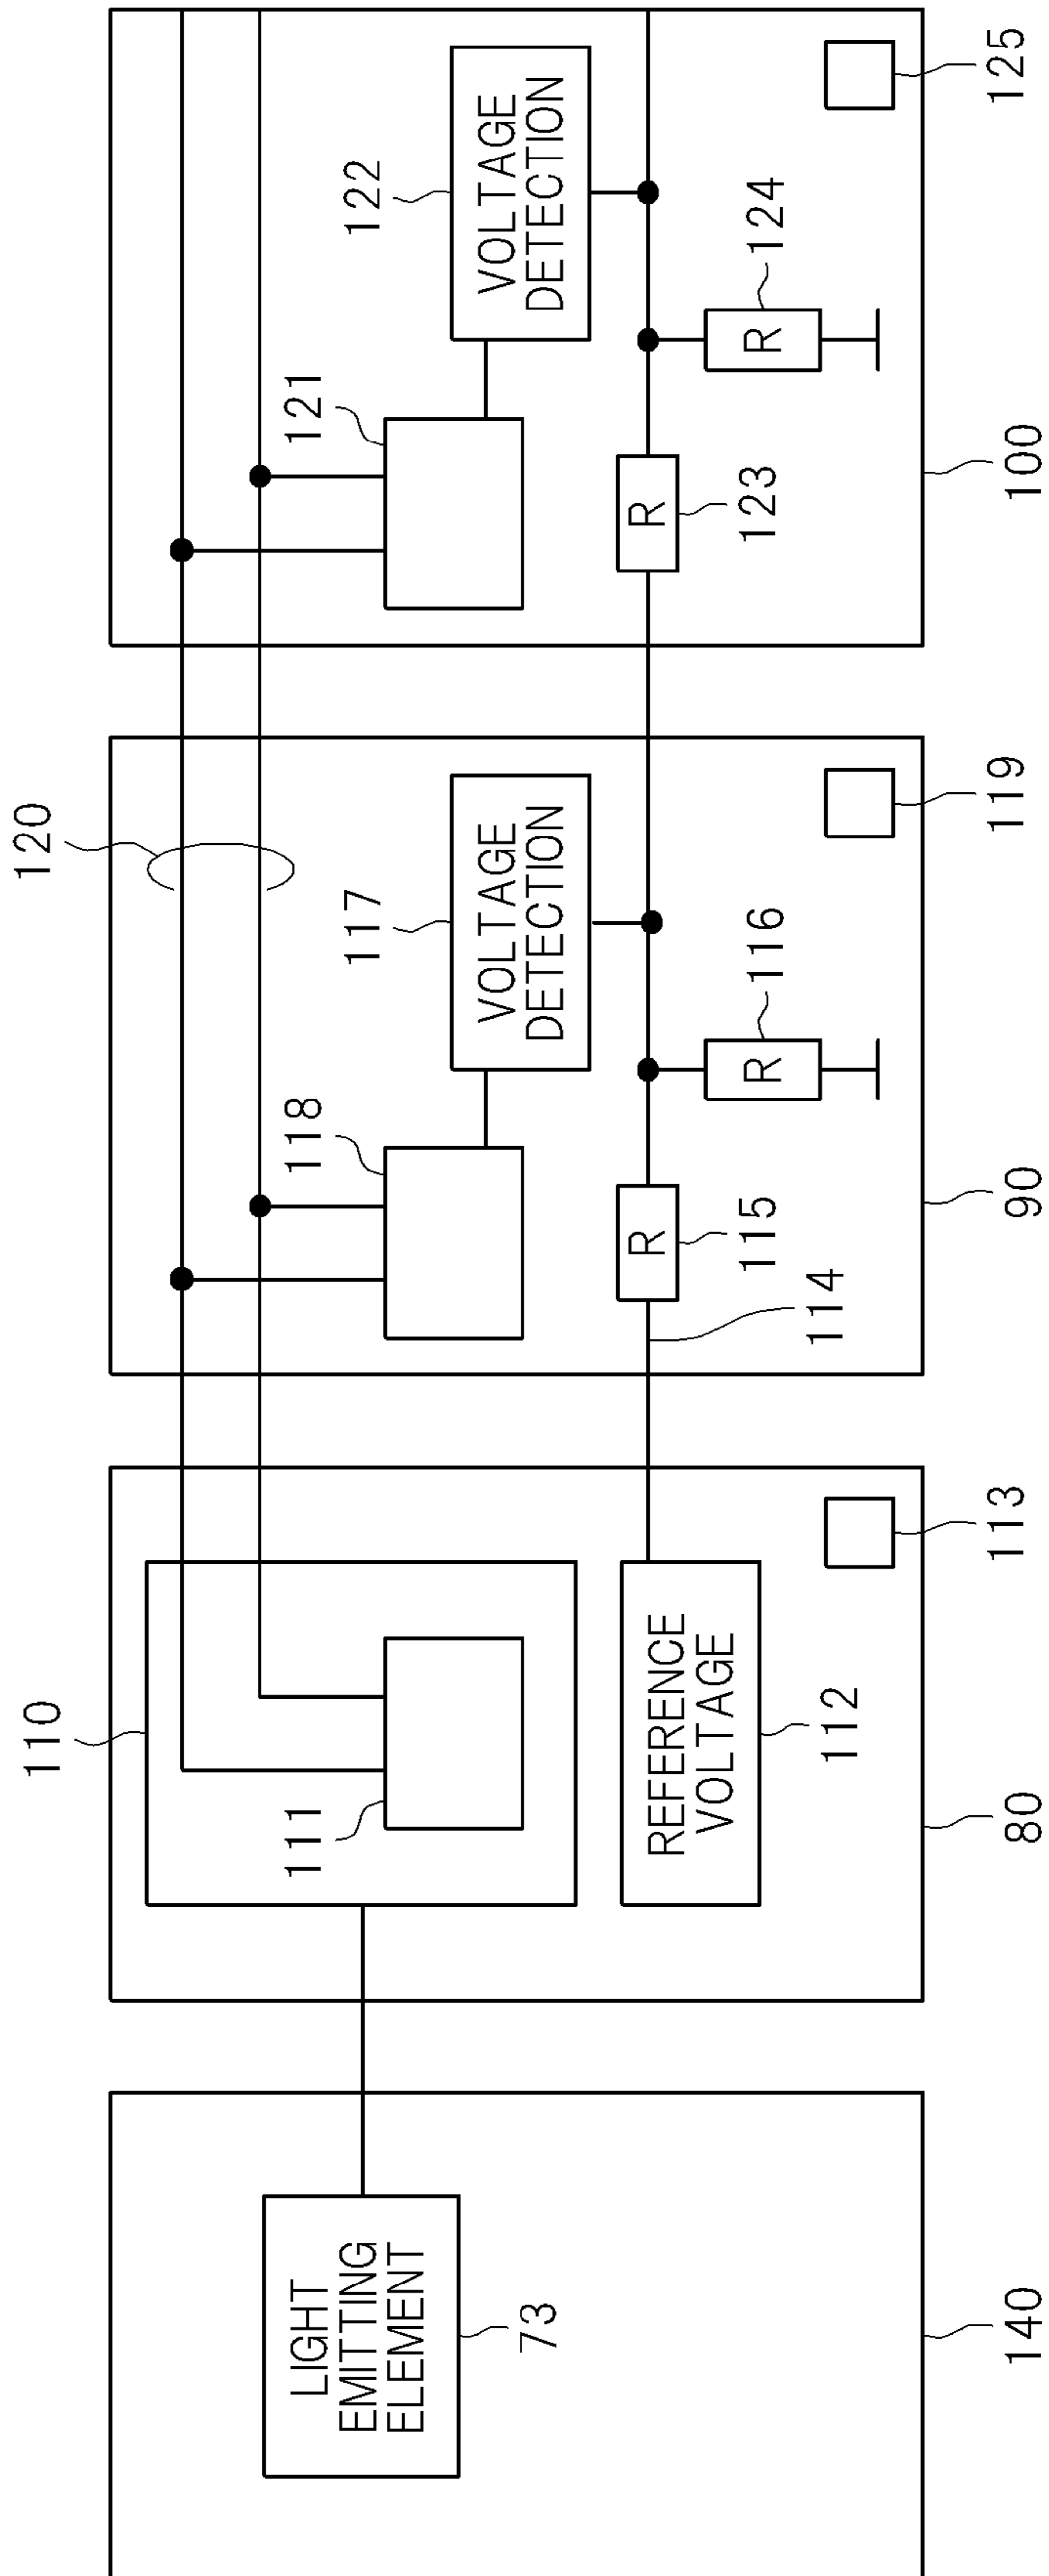 120
110
111
118
121
117
122
LIGHT
EMITTING
ELEMENT
VOLTAGE
DETECTION
VOLTAGE
DETECTION
73
REFERENCE
VOLTAGE
R
R
115
123
R
R
116
124
114
112
113
119
125
140
80
90
100